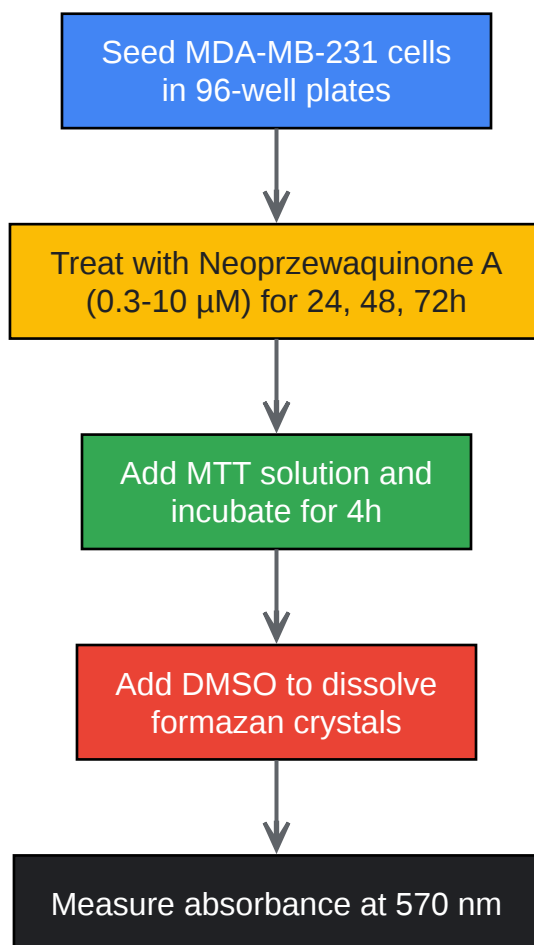 Seed MDA-MB-231 cells
in 96-well plates
Treat with Neoprzewaquinone A
(0.3-10 µM) for 24, 48, 72h
Add MTT solution and
incubate for 4h
Add DMSO to dissolve
formazan crystals
Measure absorbance at 570 nm